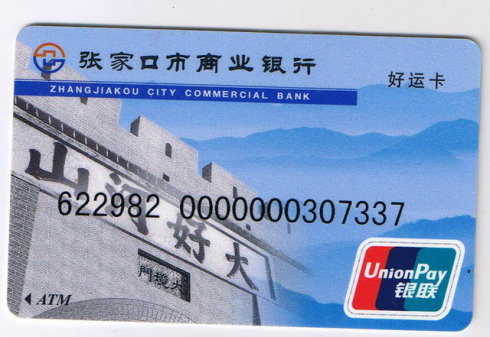 张家口市商业银行
ZHANGJIAKOU CITY COMMERCIAL BANK
好运卡
山河好大
622982 0000000307337
門境大
ATM
UnionPay
银联